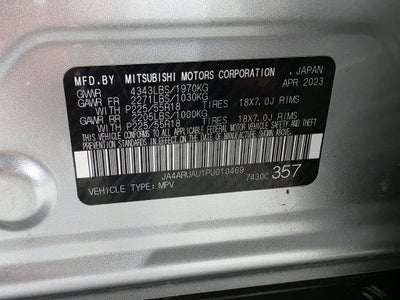 MFD.BY MITSUBISHI MOTORS CORPORATION , JAPAN
GVWR 4343LBS/1970KG APR 2023
GAWR FR 2271LBS/1030KG
WITH P225/55R18 TIRES 18X7.0J RIMS
GAWR RR 2205LBS/1000KG
WITH P225/55R18 TIRES 18X7.0J RIMS
THIS VEHICLE CONFORMS TO ALL APPLICABLE FEDERAL MOTOR VEHICLE SAFETY AND
THEFT PREVENTION STANDARDS IN EFFECT ON THE DATE OF MANUFACTURE SHOWN ABOVE.
JA4ARUAU1PU010469
VEHICLE TYPE: MPV 7430C 357